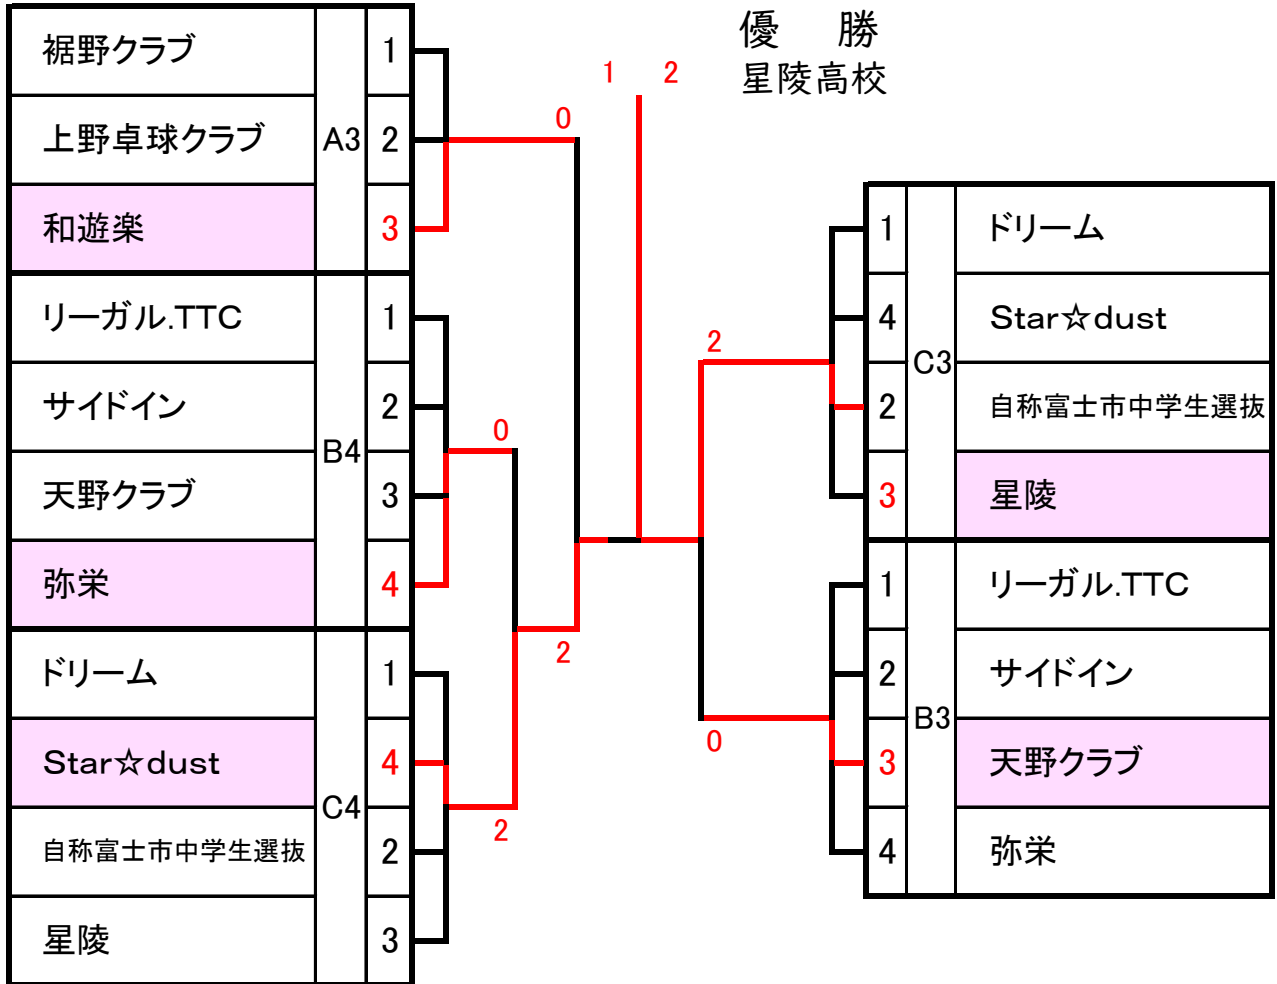 優　勝
星陵高校
1 2
裾野クラブ 1
上野卓球クラブ A3 2
和遊楽 3
0
リーガル.TTC 1
サイドイン 2
B4
天野クラブ 3
弥栄 4
0
ドリーム 1
Star☆dust 4
C4
自称富士市中学生選抜 2
星陵 3
2
2
1 ドリーム
4 Star☆dust
C3
2 自称富士市中学生選抜
3 星陵
2
1 リーガル.TTC
2 サイドイン
B3
3 天野クラブ
4 弥栄
0